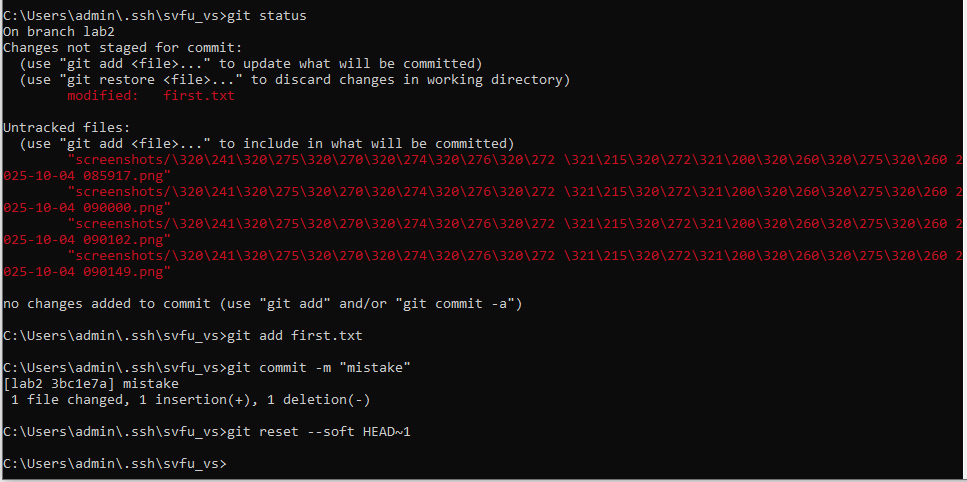 C:\Users\admin\.ssh\svfu_vs>git status
On branch lab2
Changes not staged for commit:
  (use "git add <file>..." to update what will be committed)
  (use "git restore <file>..." to discard changes in working directory)
        modified:   first.txt

Untracked files:
  (use "git add <file>..." to include in what will be committed)
        "screenshots/\320\241\320\275\320\270\320\274\320\276\320\272 \321\215\320\272\321\200\320\260\320\275\320\260 2
025-10-04 085917.png"
        "screenshots/\320\241\320\275\320\270\320\274\320\276\320\272 \321\215\320\272\321\200\320\260\320\275\320\260 2
025-10-04 090000.png"
        "screenshots/\320\241\320\275\320\270\320\274\320\276\320\272 \321\215\320\272\321\200\320\260\320\275\320\260 2
025-10-04 090102.png"
        "screenshots/\320\241\320\275\320\270\320\274\320\276\320\272 \321\215\320\272\321\200\320\260\320\275\320\260 2
025-10-04 090149.png"

no changes added to commit (use "git add" and/or "git commit -a")

C:\Users\admin\.ssh\svfu_vs>git add first.txt

C:\Users\admin\.ssh\svfu_vs>git commit -m "mistake"
[lab2 3bc1e7a] mistake
 1 file changed, 1 insertion(+), 1 deletion(-)

C:\Users\admin\.ssh\svfu_vs>git reset --soft HEAD~1

C:\Users\admin\.ssh\svfu_vs>